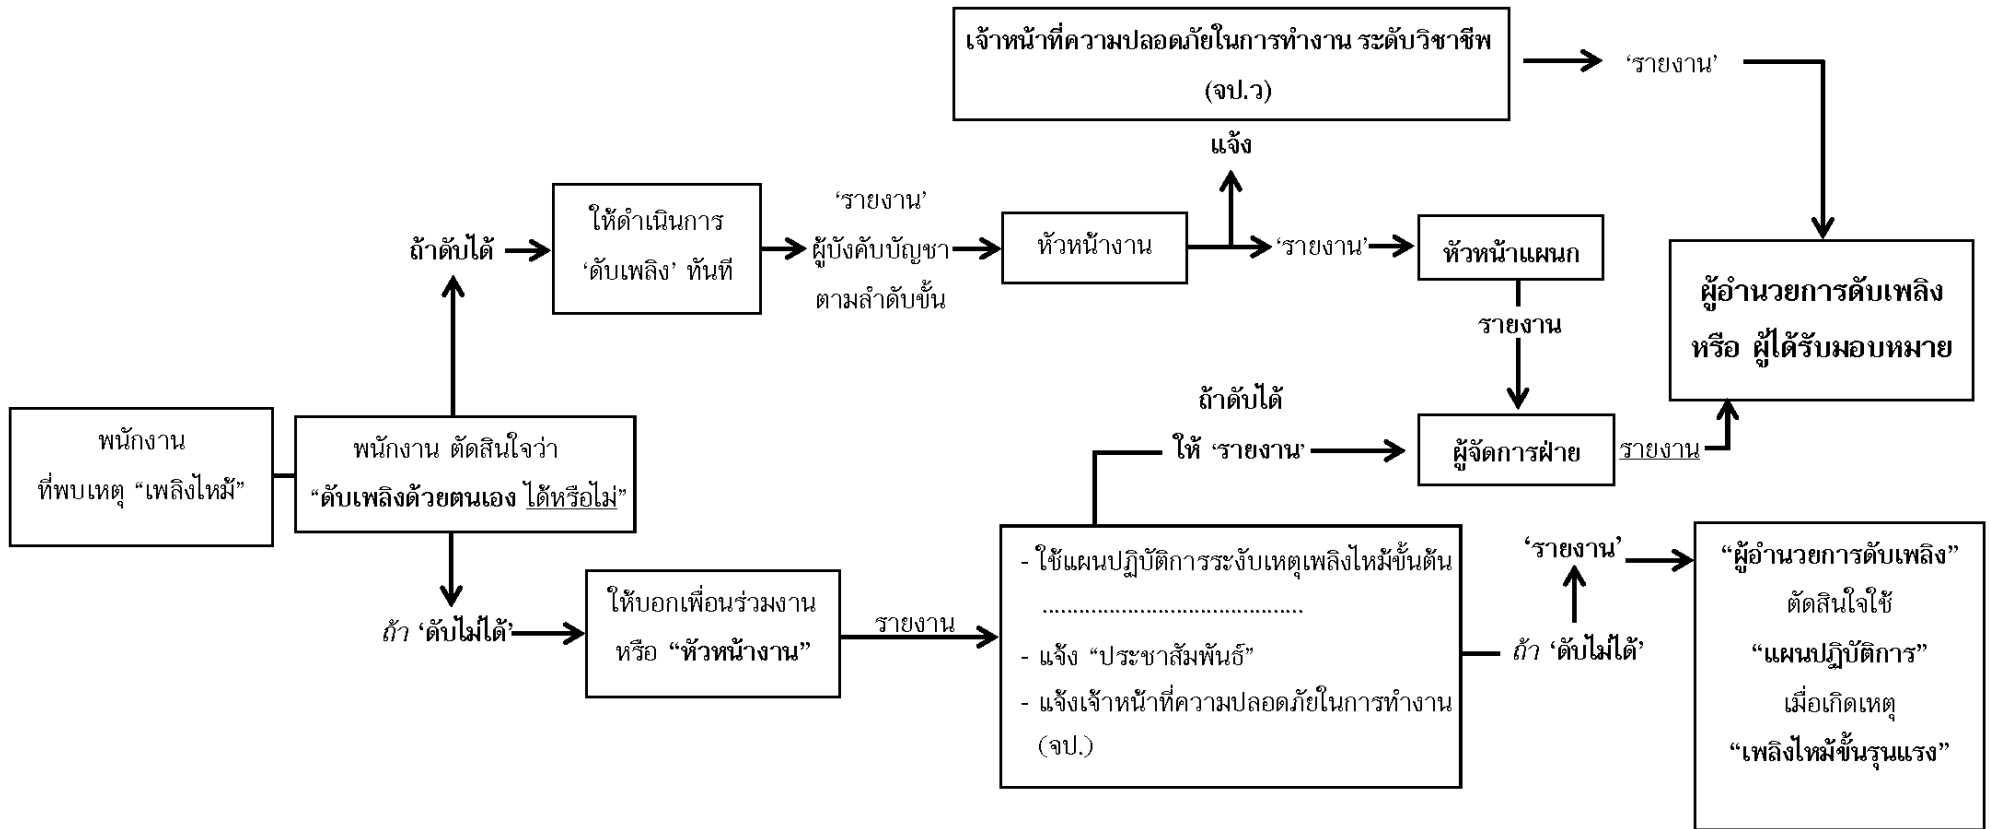 เจ้าหน้าที่ความปลอดภัยในการทำงาน ระดับวิชาชีพ
(จป.ว)
‘รายงาน’
แจ้ง
ถ้าดับได้
ให้ดำเนินการ
‘ดับเพลิง’ ทันที
‘รายงาน’
ผู้บังคับบัญชา
ตามลำดับขั้น
หัวหน้างาน
‘รายงาน’
หัวหน้าแผนก
รายงาน
ผู้อำนวยการดับเพลิง
หรือ ผู้ได้รับมอบหมาย
พนักงาน
ที่พบเหตุ “เพลิงไหม้”
พนักงาน ตัดสินใจว่า
“ดับเพลิงด้วยตนเอง ได้หรือไม่”
ถ้าดับได้
ให้ ‘รายงาน’
ผู้จัดการฝ่าย
รายงาน
ถ้า ‘ดับไม่ได้’
ให้บอกเพื่อนร่วมงาน
หรือ “หัวหน้างาน”
รายงาน
- ใช้แผนปฏิบัติการระงับเหตุเพลิงไหม้ขั้นต้น
...........................................
- แจ้ง “ประชาสัมพันธ์”
- แจ้งเจ้าหน้าที่ความปลอดภัยในการทำงาน
(จป.)
ถ้า ‘ดับไม่ได้’
‘รายงาน’
“ผู้อำนวยการดับเพลิง”
ตัดสินใจใช้
“แผนปฏิบัติการ”
เมื่อเกิดเหตุ
“เพลิงไหม้ขั้นรุนแรง”